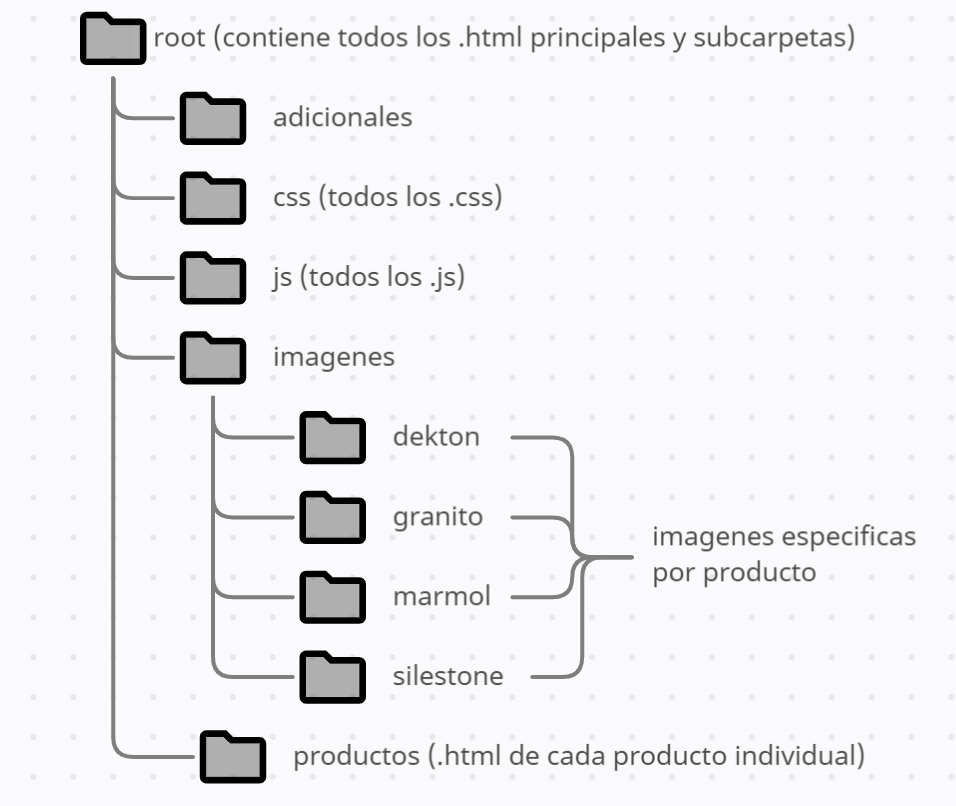 root (contiene todos los .html principales y subcarpetas)
adicionales
css (todos los .css)
js (todos los .js)
imagenes
dekton
granito
marmol
silestone
imagenes especificas
por producto
productos (.html de cada producto individual)